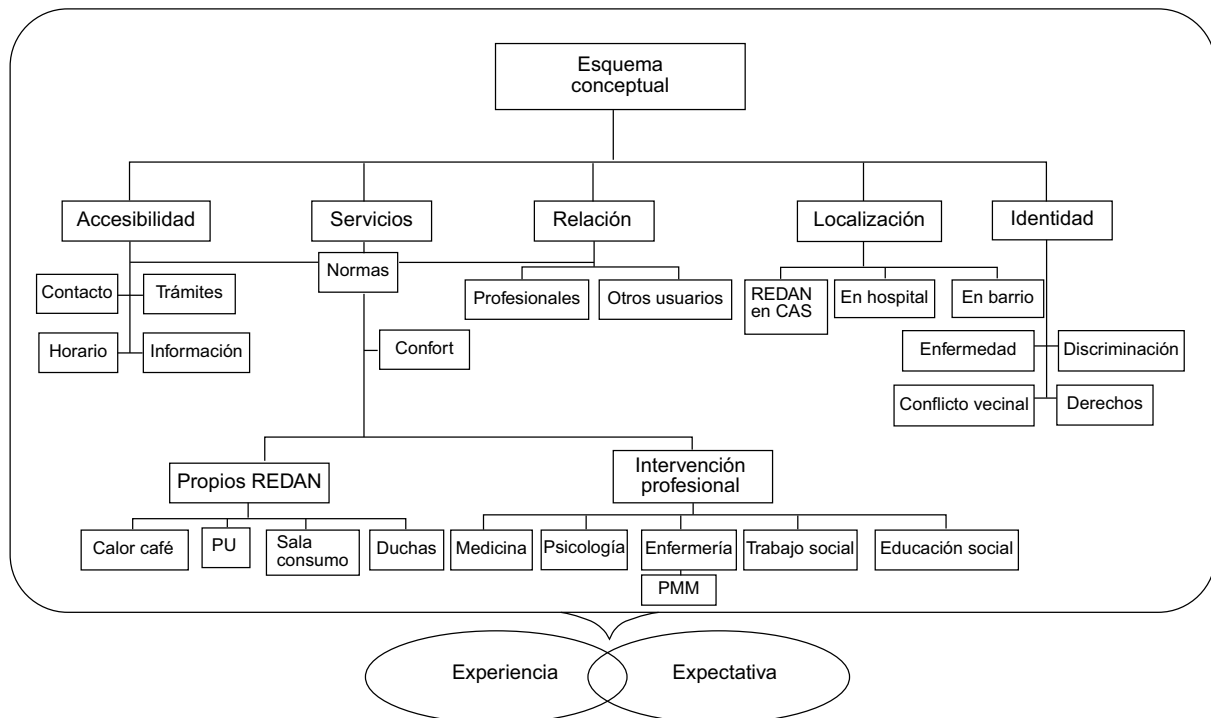 Esquema
conceptual
Accesibilidad
Servicios
Relación
Localización
Identidad
Normas
Contacto
Trámites
Profesionales
Otros usuarios
REDAN
en CAS
En hospital
En barrio
Horario
Información
Confort
Enfermedad
Discriminación
Conflicto vecinal
Derechos
Propios REDAN
Intervención
profesional
Calor café
PU
Sala
consumo
Duchas
Medicina
Psicología
Enfermería
Trabajo social
Educación social
PMM
Experiencia
Expectativa